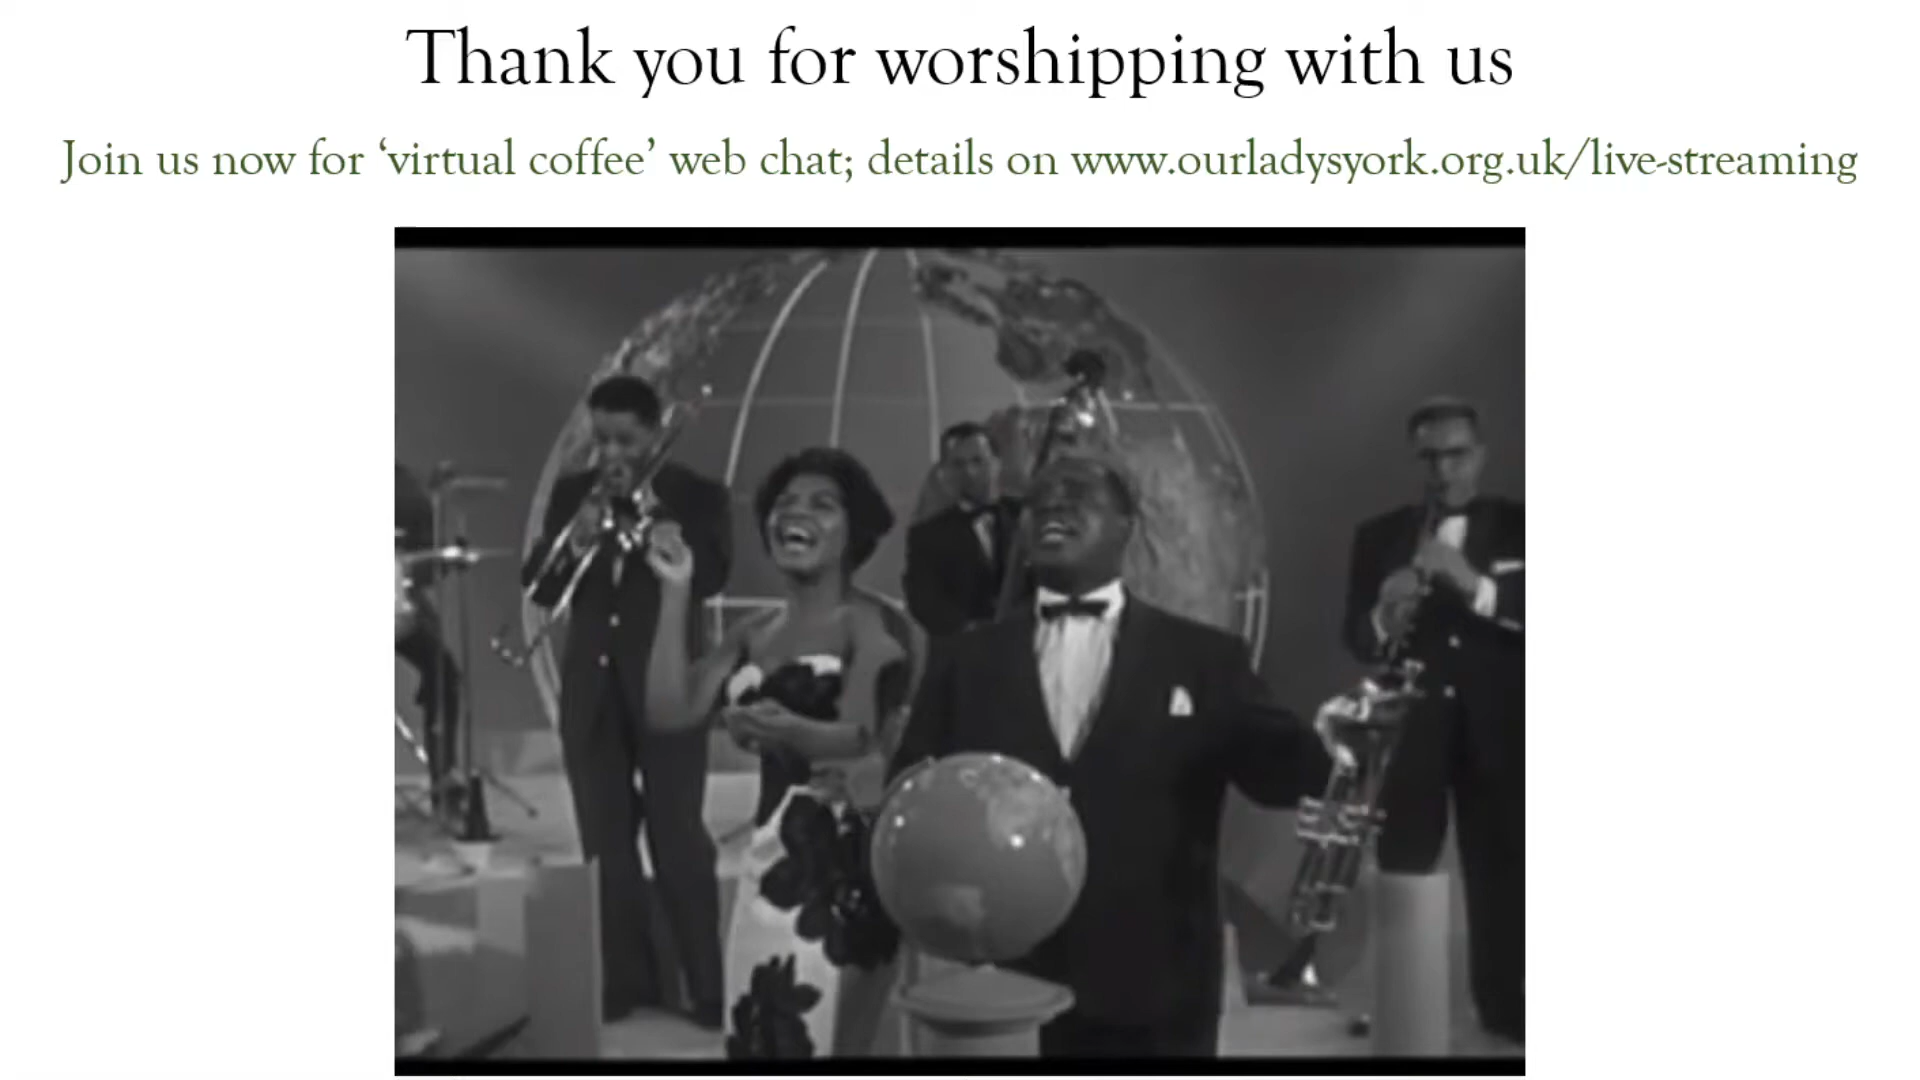 Thank you for worshipping with us
Join us now for ‘virtual coffee’ web chat; details on www.ourladysyork.org.uk/live-streaming